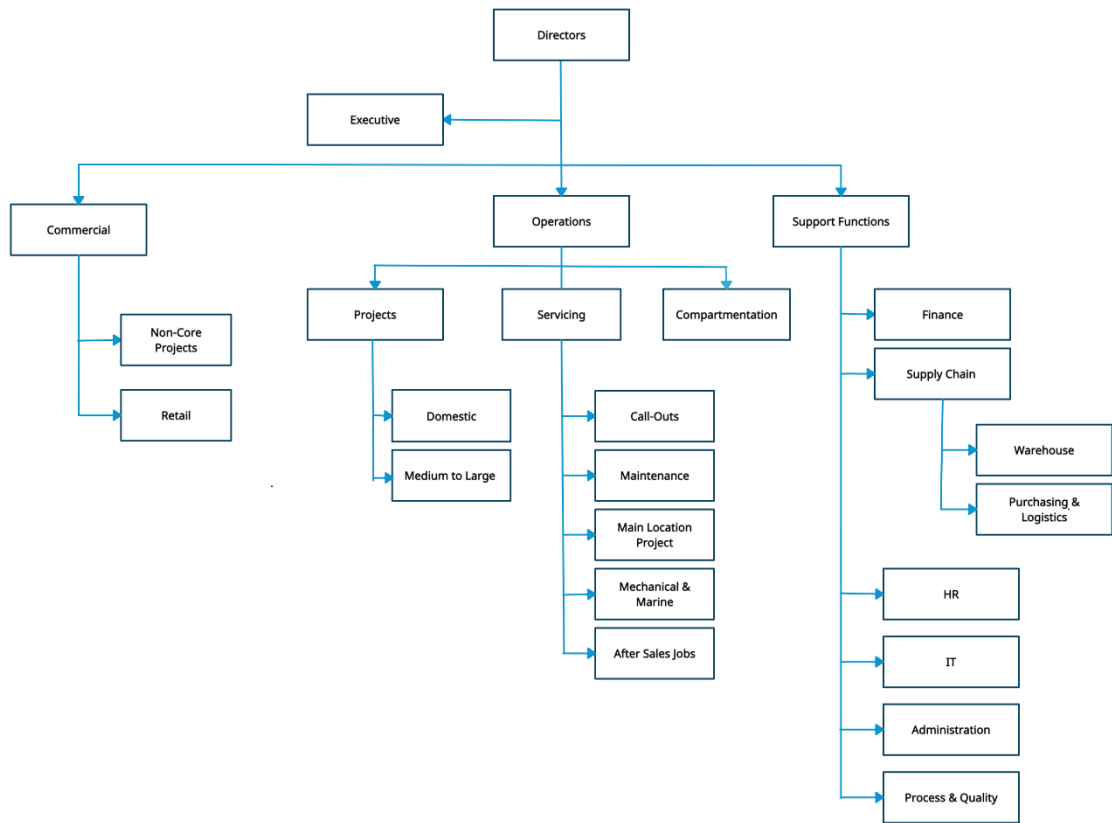 Directors
Executive
Commercial
Operations
Support Functions
Projects
Servicing
Compartmentation
Finance
Non-Core
Projects
Supply Chain
Retail
Domestic
Call-Outs
Warehouse
Medium to Large
Maintenance
Purchasing &
Logistics
Main Location
Project
Mechanical &
Marine
HR
After Sales Jobs
IT
Administration
Process & Quality